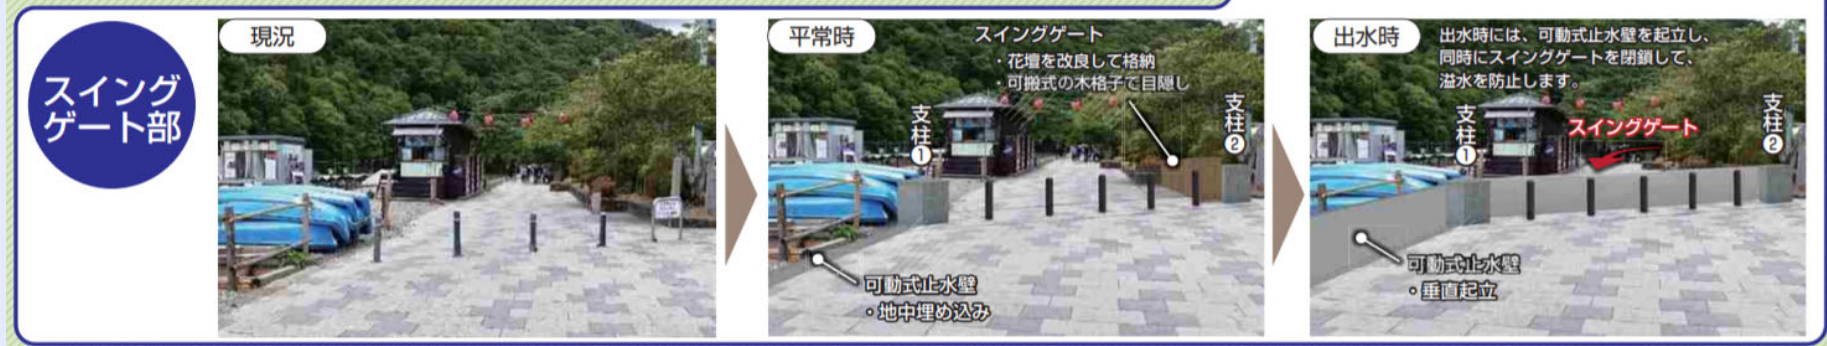 スイング
ゲート部
現況
平常時
スイングゲート
・花壇を改良して格納
・可搬式の木格子で目隠し
支柱❶
支柱❷
可動式止水壁
・地中埋め込み
出水時
出水時には、可動式止水壁を起立し、
同時にスイングゲートを閉鎖して、
溢水を防止します。
支柱❶
スイングゲート
支柱❷
可動式止水壁
・垂直起立